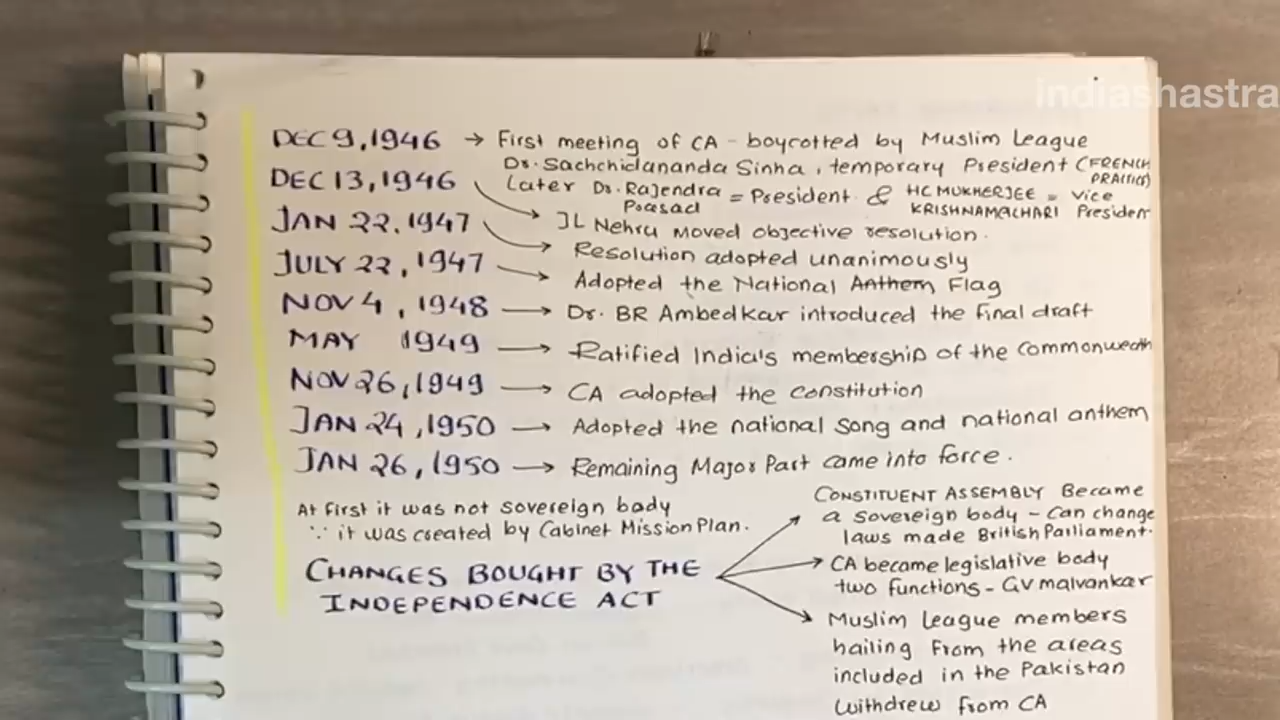 indiashastra
DEC 9, 1946 → First meeting of CA - boycotted by Muslim League
Dr. Sachchidananda Sinha, temporary President (FRENCH PRACTICE)
DEC 13, 1946
Later Dr. Rajendra Prasad = President & HC MUKHERJEE = Vice
KRISHNAMACHARI President
JL Nehru moved objective resolution.
JAN 22, 1947
Resolution adopted unanimously
JULY 22, 1947
Adopted the National Anthem Flag
NOV 4, 1948 → Dr. BR Ambedkar introduced the final draft
MAY 1949 → Ratified India's membership of the Commonwealth
NOV 26, 1949 → CA adopted the constitution
JAN 24, 1950 → Adopted the national song and national anthem
JAN 26, 1950 → Remaining Major Part came into force.
At first it was not sovereign body
∵ it was created by Cabinet Mission Plan.
CHANGES BOUGHT BY THE
INDEPENDENCE ACT
CONSTITUENT ASSEMBLY Became
a sovereign body - Can change
laws made British Parliament.
CA became legislative body
two functions - GV malvankar
Muslim League members
hailing from the areas
included in the Pakistan
withdrew from CA